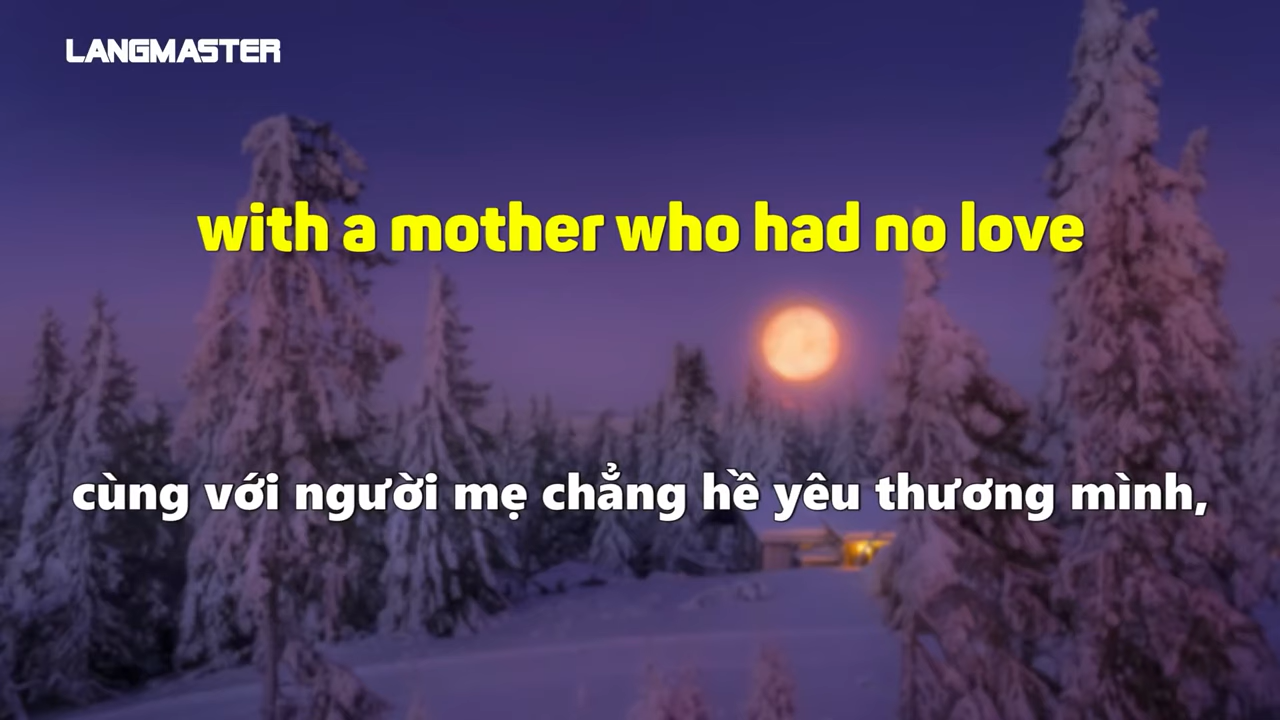 LANGMASTER
with a mother who had no love
cùng với người mẹ chẳng hề yêu thương mình,